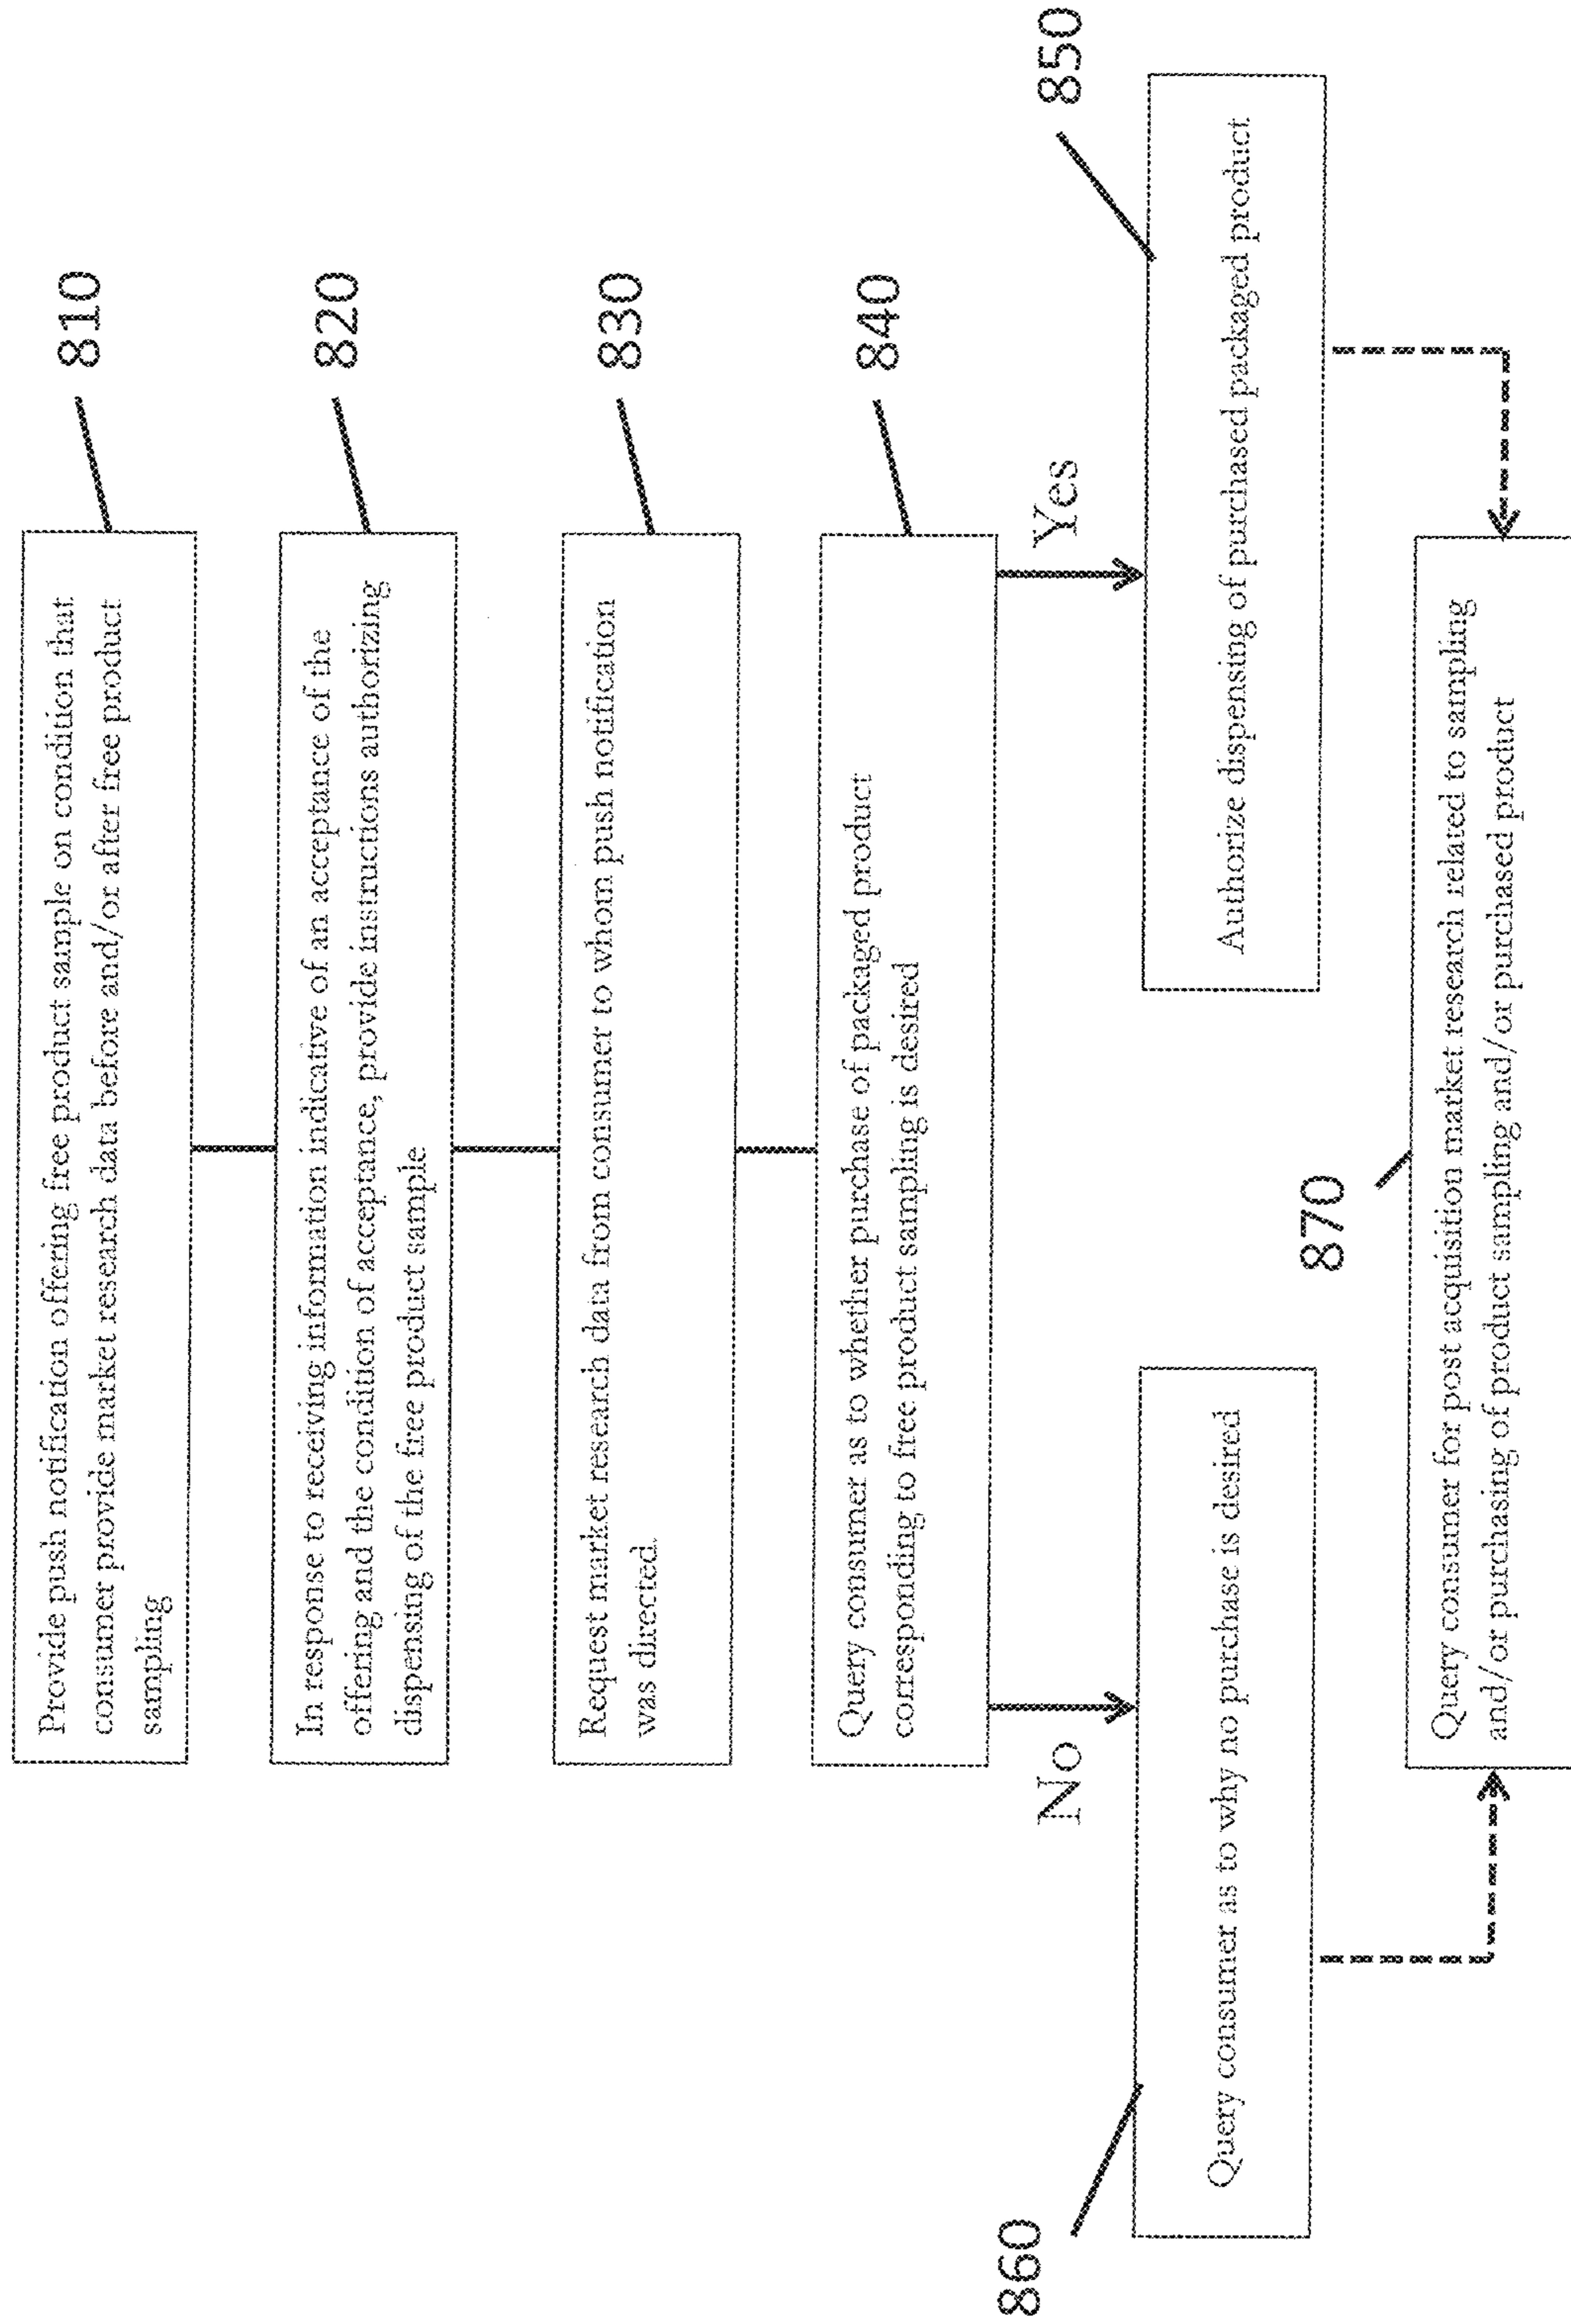 Provide push notification offering free product sample on condition that
consumer provide market research data before and/or after free product
sampling
810
In response to receiving information indicative of an acceptance of the
offering and the condition of acceptance, provide instructions authorizing
dispensing of the free product sample
820
Request market research data from consumer to whom push notification
was directed.
830
Query consumer as to whether purchase of packaged product
corresponding to free product sampling is desired
840
No
Yes
860
Query consumer as to why no purchase is desired
Authorize dispensing of purchased packaged product
850
870
Query consumer for post acquisition market research related to sampling
and/or purchasing of product sampling and/or purchased product